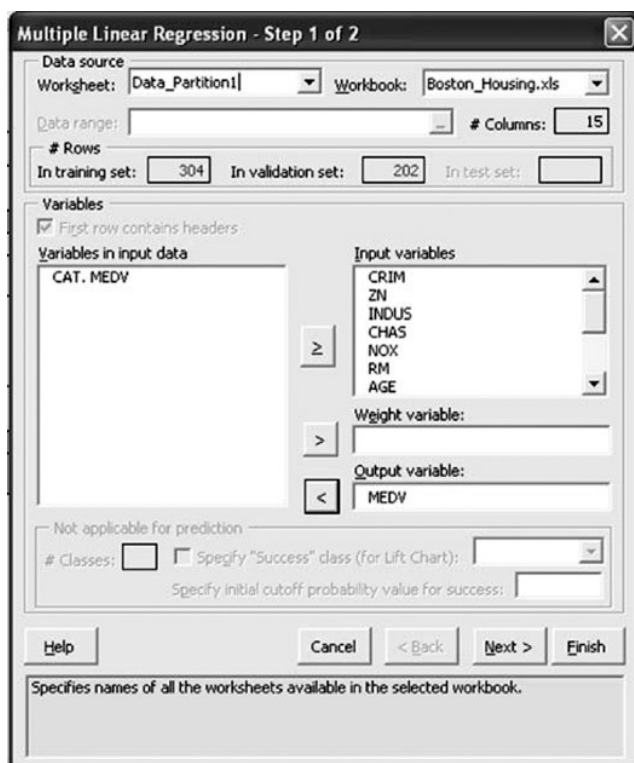 Multiple Linear Regression - Step 1 of 2
Data source
Worksheet: Data_Partition1 Workbook: Boston_Housing.xls
Data range: ... # Columns: 15
# Rows
In training set: 304 In validation set: 202 In test set:
Variables
First row contains headers
Variables in input data Input variables
CAT. MEDV CRIM
ZN
INDUS
CHAS
≥ NOX
RM
AGE
Weight variable:
>
Output variable:
< MEDV
Not applicable for prediction
# Classes: Specify "Success" class (for Lift Chart):
Specify initial cutoff probability value for success:
Help Cancel < Back Next > Finish
Specifies names of all the worksheets available in the selected workbook.